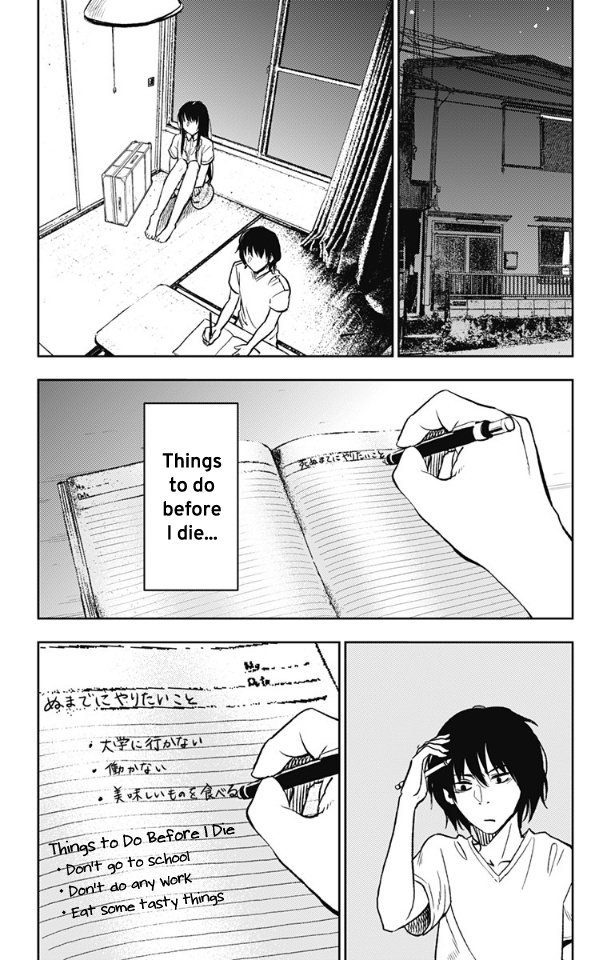 死ぬまでにやりたいこと
No.
Date
Things
to do
before
I die...
No.
Date
ぬまでにやりたいこと
・大学に行かない
・働かない
・美味しいものを食べる
Things to Do Before I Die
・Don't go to school
・Don't do any work
・Eat some tasty things